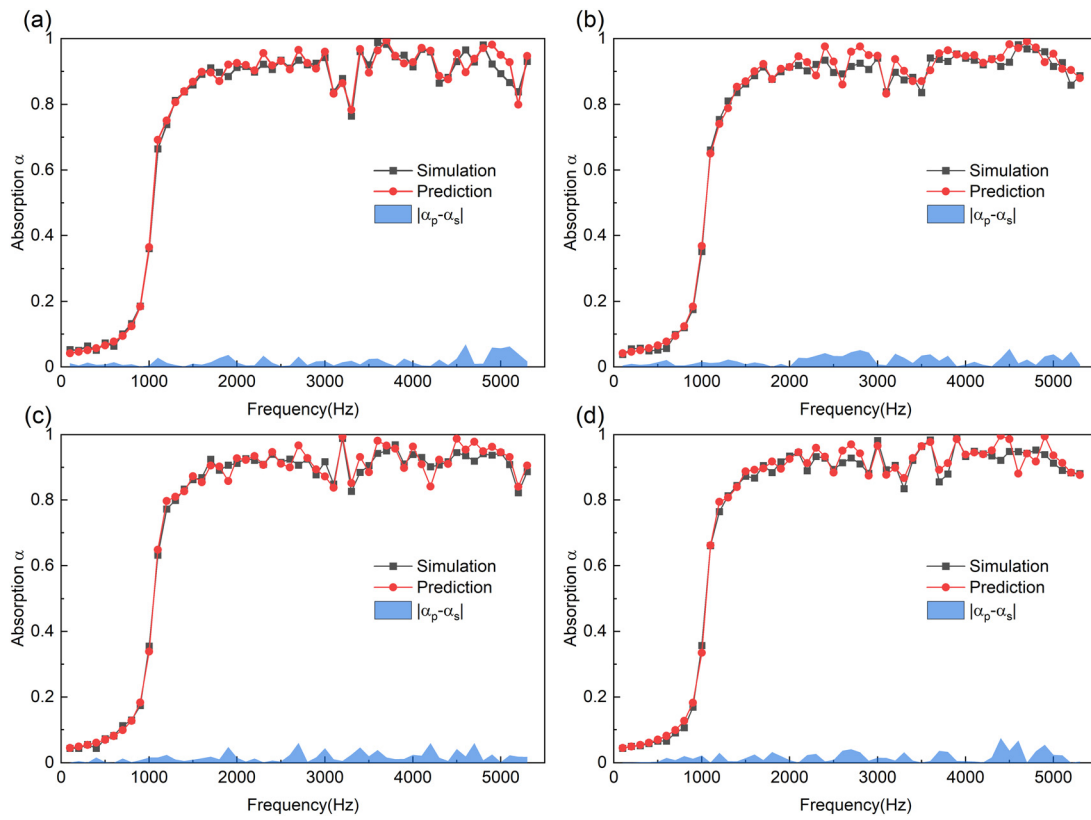 (a)
Absorption α
1
0.8
0.6
0.4
0.2
0
Simulation
Prediction
|αp-αs|
0 1000 2000 3000 4000 5000
Frequency(Hz)
(b)
Absorption α
1
0.8
0.6
0.4
0.2
0
Simulation
Prediction
|αp-αs|
0 1000 2000 3000 4000 5000
Frequency(Hz)
(c)
Absorption α
1
0.8
0.6
0.4
0.2
0
Simulation
Prediction
|αp-αs|
0 1000 2000 3000 4000 5000
Frequency(Hz)
(d)
Absorption α
1
0.8
0.6
0.4
0.2
0
Simulation
Prediction
|αp-αs|
0 1000 2000 3000 4000 5000
Frequency(Hz)